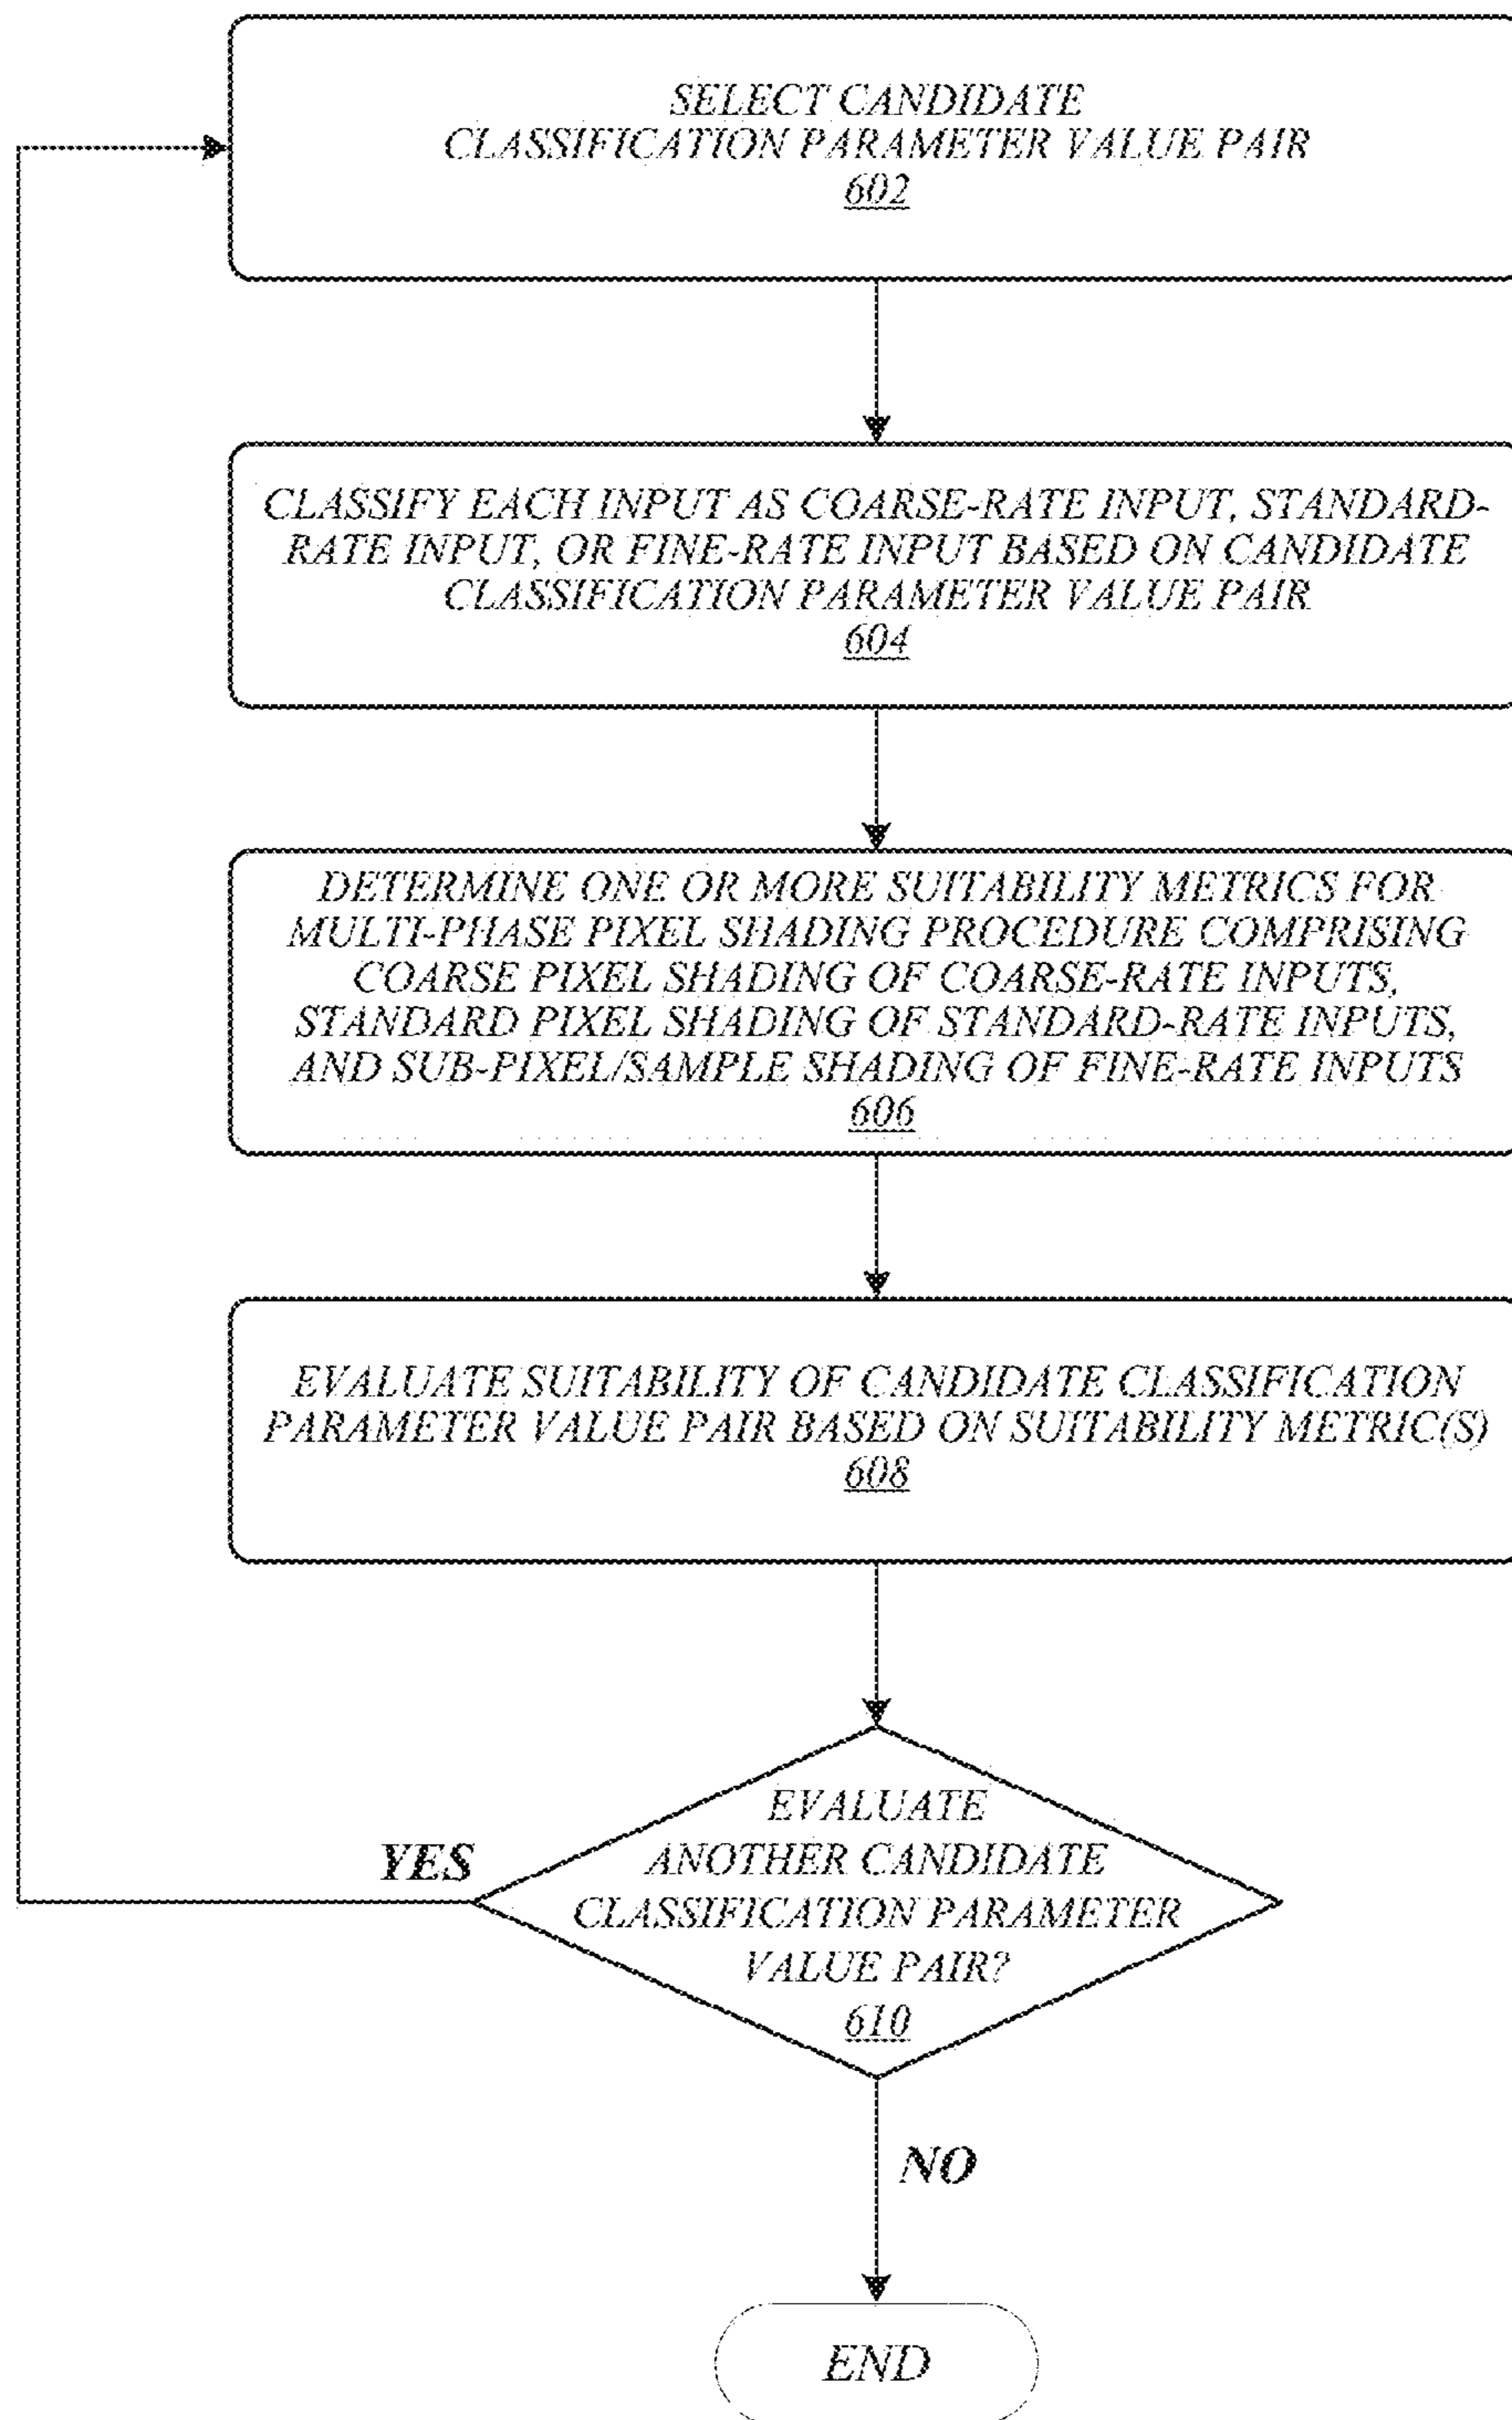 SELECT CANDIDATE
CLASSIFICATION PARAMETER VALUE PAIR
602
CLASSIFY EACH INPUT AS COARSE-RATE INPUT, STANDARD-
RATE INPUT, OR FINE-RATE INPUT BASED ON CANDIDATE
CLASSIFICATION PARAMETER VALUE PAIR
604
DETERMINE ONE OR MORE SUITABILITY METRICS FOR
MULTI-PHASE PIXEL SHADING PROCEDURE COMPRISING
COARSE PIXEL SHADING OF COARSE-RATE INPUTS,
STANDARD PIXEL SHADING OF STANDARD-RATE INPUTS,
AND SUB-PIXEL/SAMPLE SHADING OF FINE-RATE INPUTS
606
EVALUATE SUITABILITY OF CANDIDATE CLASSIFICATION
PARAMETER VALUE PAIR BASED ON SUITABILITY METRIC(S)
608
EVALUATE
ANOTHER CANDIDATE
CLASSIFICATION PARAMETER
VALUE PAIR?
610
YES
NO
END